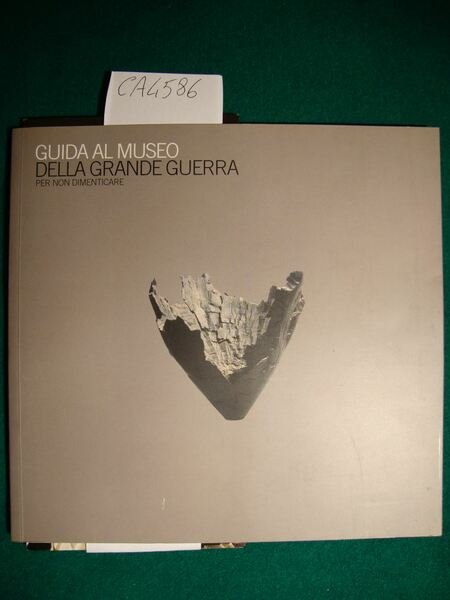 CA4586
GUIDA AL MUSEO
DELLA GRANDE GUERRA
PER NON DIMENTICARE